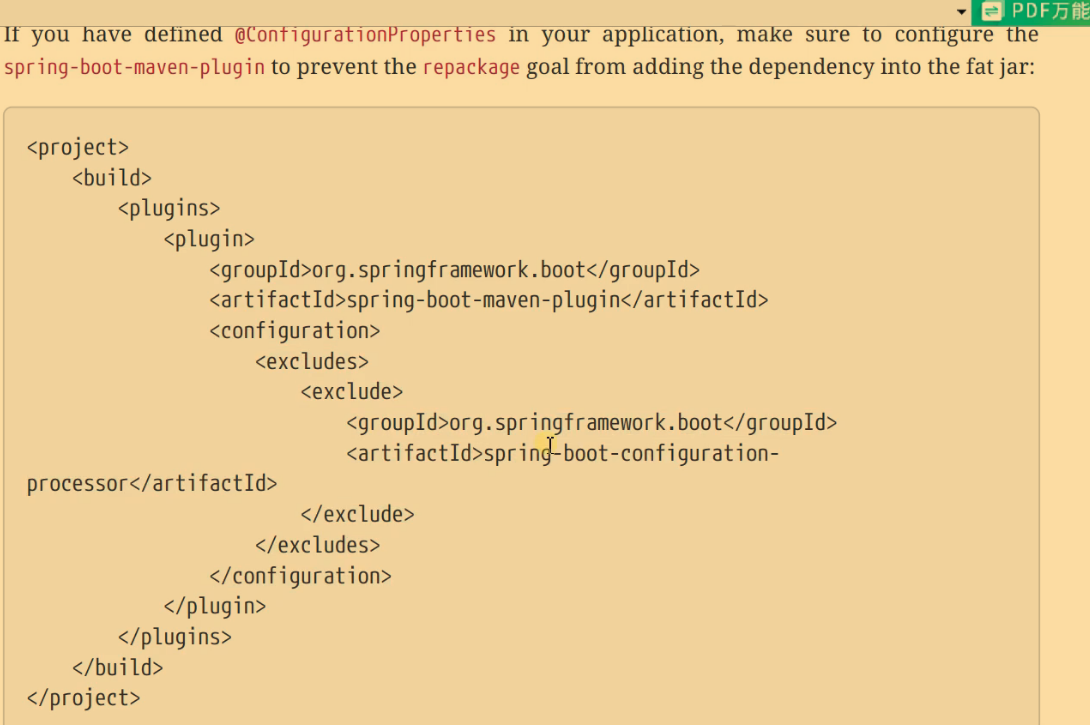 PDF万能
If you have defined @ConfigurationProperties in your application, make sure to configure the
spring-boot-maven-plugin to prevent the repackage goal from adding the dependency into the fat jar:
<project>
    <build>
        <plugins>
            <plugin>
                <groupId>org.springframework.boot</groupId>
                <artifactId>spring-boot-maven-plugin</artifactId>
                <configuration>
                    <excludes>
                        <exclude>
                            <groupId>org.springframework.boot</groupId>
                            <artifactId>spring-boot-configuration-
processor</artifactId>
                        </exclude>
                    </excludes>
                </configuration>
            </plugin>
        </plugins>
    </build>
</project>